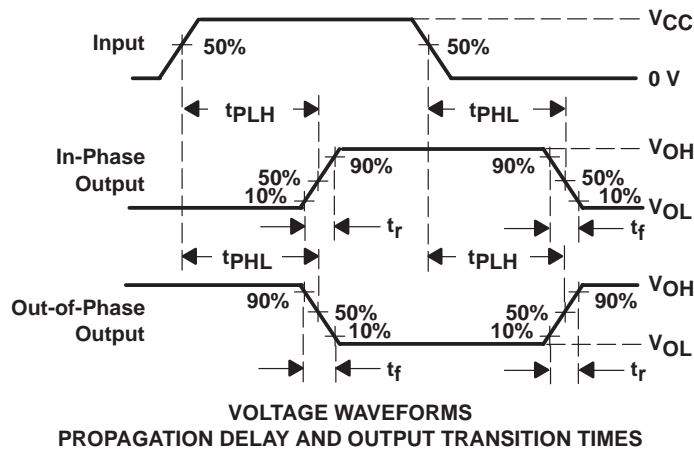 VCC
Input
50%
50%
0 V
tPLH
tPHL
In-Phase
Output
VOH
90%
90%
50%
50%
10%
10%
VOL
tr
tf
tPHL
tPLH
Out-of-Phase
Output
VOH
90%
90%
50%
50%
10%
10%
VOL
tf
tr
VOLTAGE WAVEFORMS
PROPAGATION DELAY AND OUTPUT TRANSITION TIMES